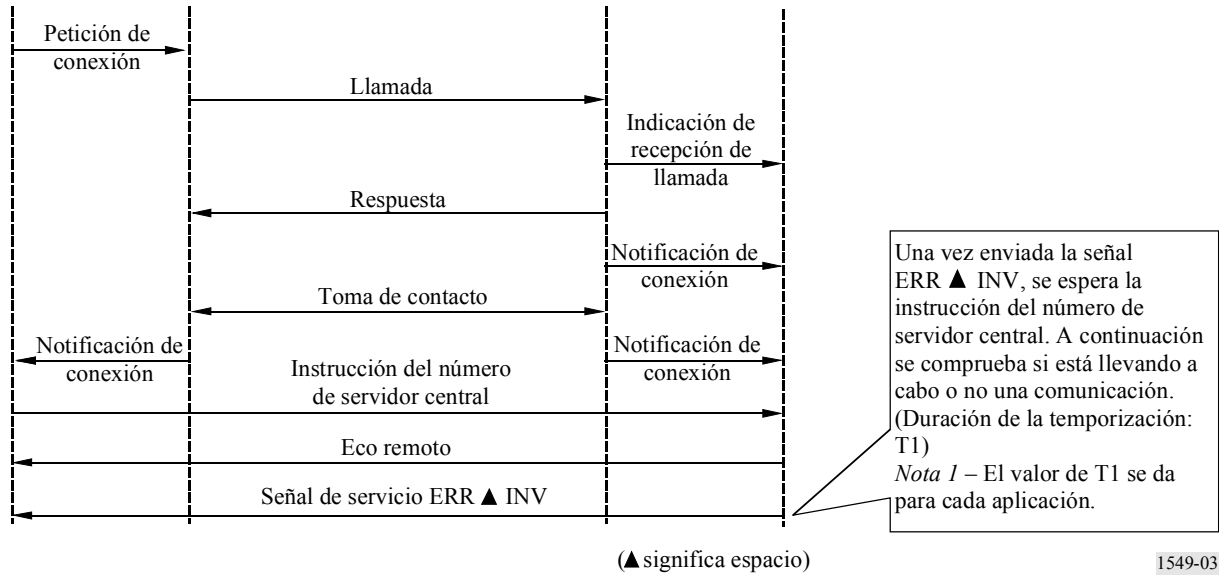 Petición de
conexión
Llamada
Indicación de
recepción de
llamada
Respuesta
Notificación de
conexión
Toma de contacto
Notificación de
conexión
Notificación de
conexión
Instrucción del número
de servidor central
Eco remoto
Señal de servicio ERR ▲ INV
Una vez enviada la señal
ERR ▲ INV, se espera la
instrucción del número de
servidor central. A continuación
se comprueba si está llevando a
cabo o no una comunicación.
(Duración de la temporización:
T1)
Nota 1 – El valor de T1 se da
para cada aplicación.
(▲ significa espacio)
1549-03